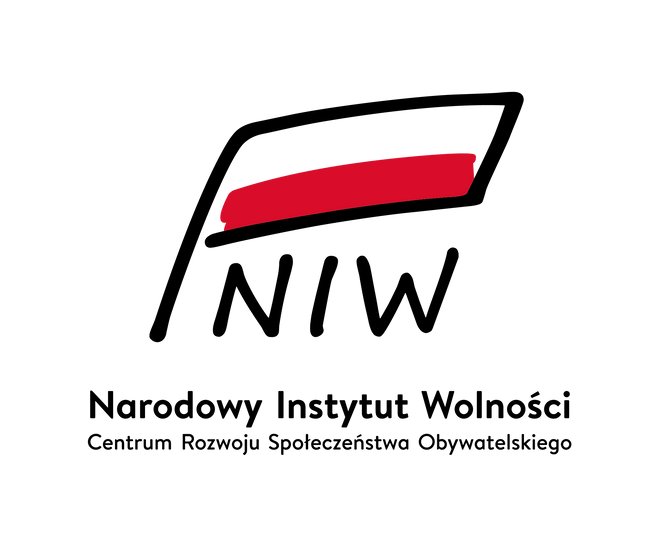 NIW
Narodowy Instytut Wolności
Centrum Rozwoju Społeczeństwa Obywatelskiego